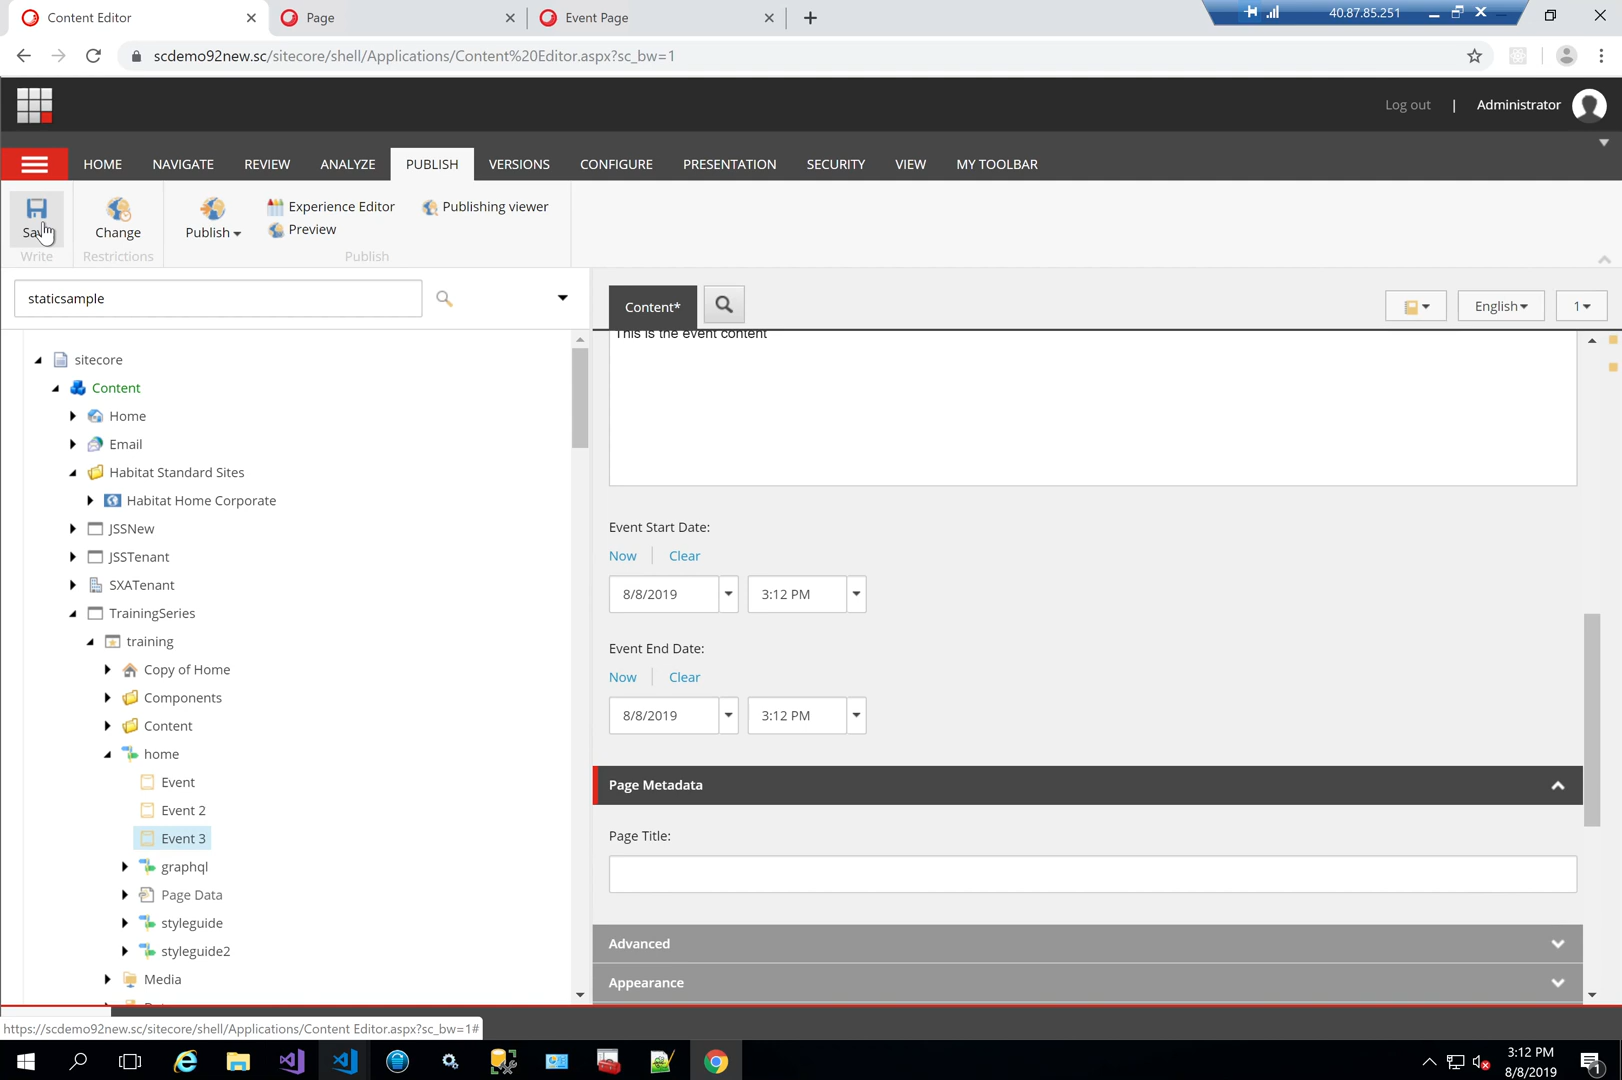 Content Editor
Page
Event Page
40.87.85.251
scdemo92new.sc/sitecore/shell/Applications/Content%20Editor.aspx?sc_bw=1
Log out | Administrator
HOME NAVIGATE REVIEW ANALYZE PUBLISH VERSIONS CONFIGURE PRESENTATION SECURITY VIEW MY TOOLBAR
Experience Editor
Publishing viewer
Preview
Change
Publish
Write
Restrictions
Publish
staticsample
Content*
English
1
sitecore
Content
Home
Email
Habitat Standard Sites
Habitat Home Corporate
JSSNew
JSSTenant
SXATenant
TrainingSeries
training
Copy of Home
Components
Content
home
Event
Event 2
Event 3
graphql
Page Data
styleguide
styleguide2
Media
This is the event content
Event Start Date:
Now | Clear
8/8/2019
3:12 PM
Event End Date:
Now | Clear
8/8/2019
3:12 PM
Page Metadata
Page Title:
Advanced
Appearance
https://scdemo92new.sc/sitecore/shell/Applications/Content Editor.aspx?sc_bw=1#
3:12 PM
8/8/2019
1